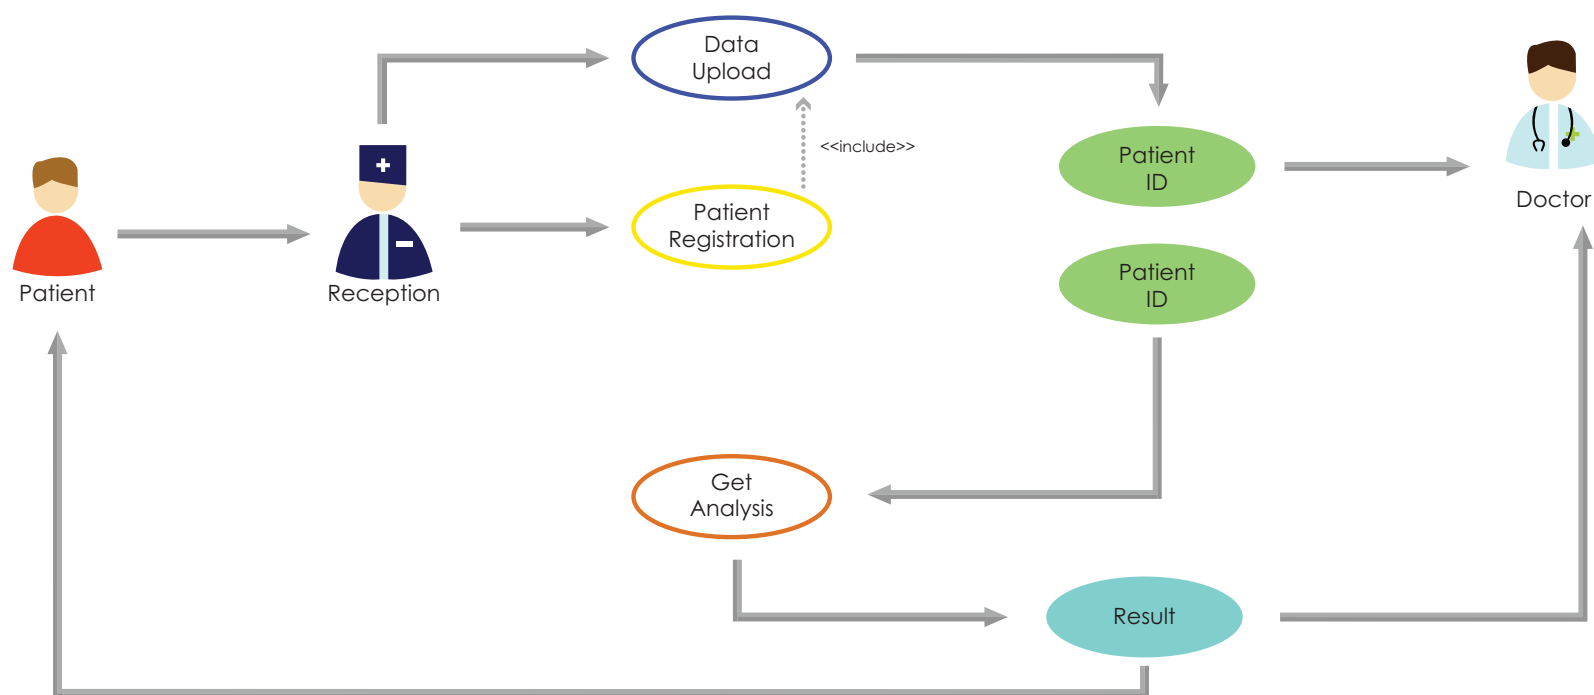 Data
Upload
<<include>>
Patient
ID
Doctor
Patient
Registration
Patient
Reception
Patient
ID
Get
Analysis
Result